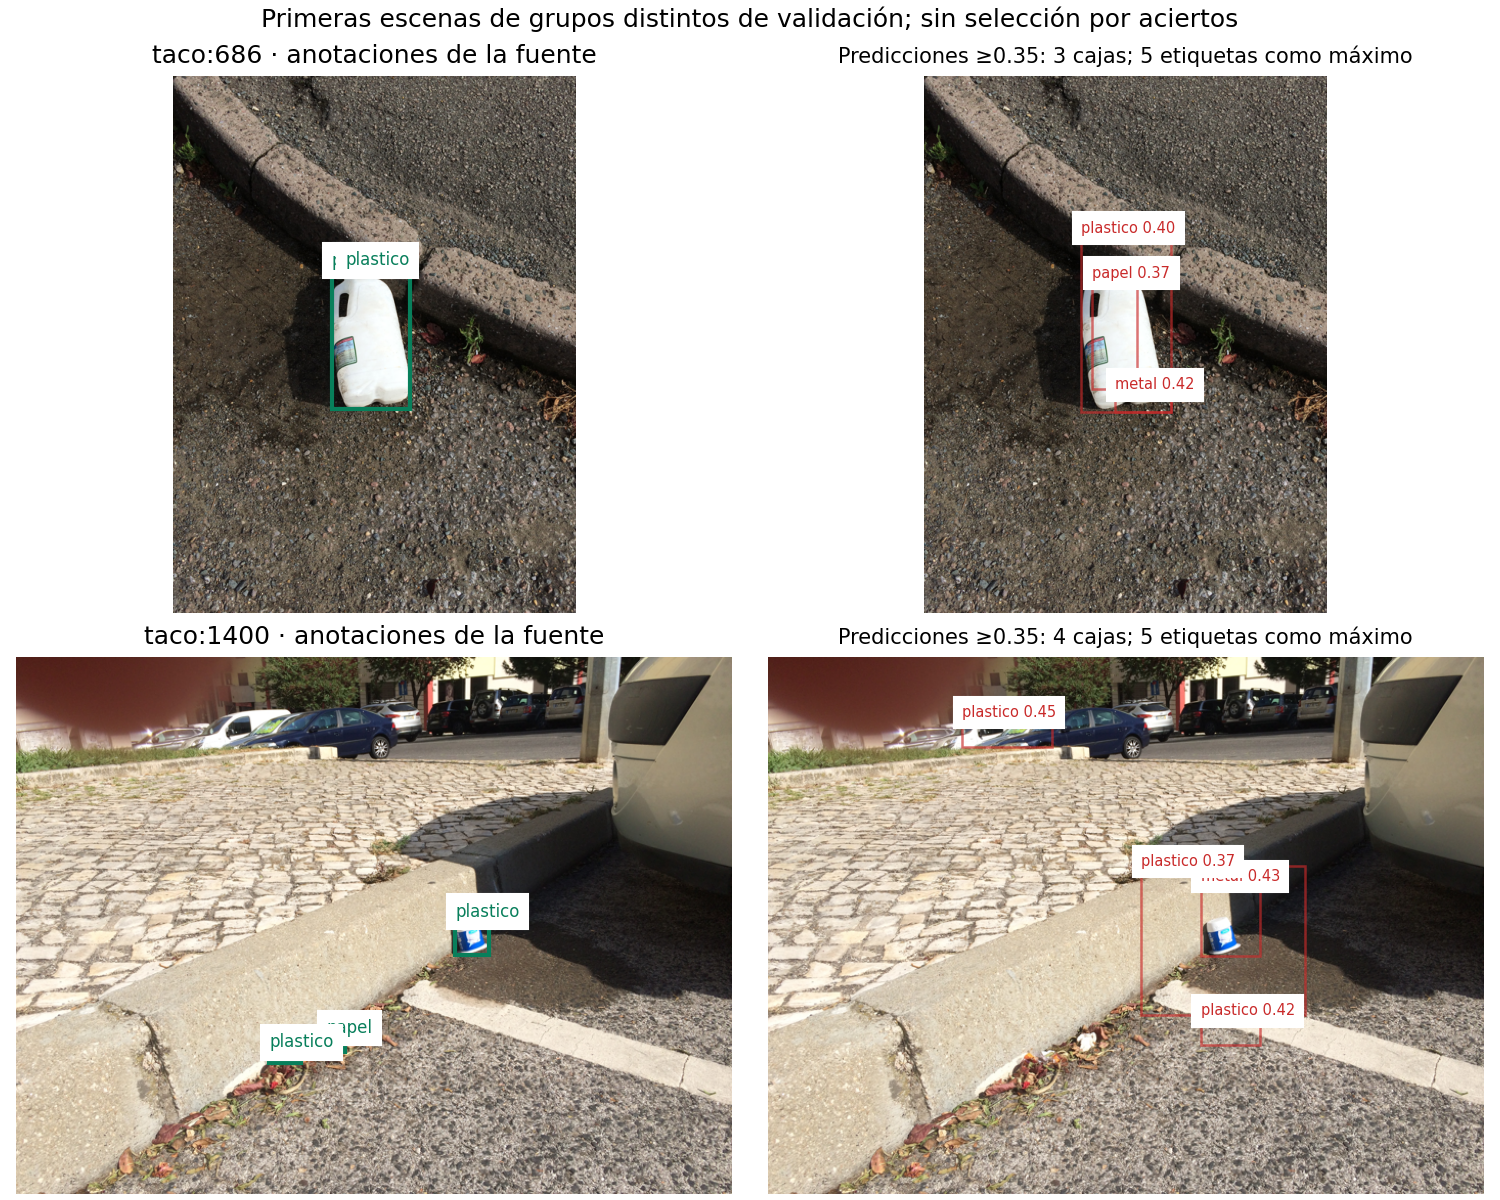 Primeras escenas de grupos distintos de validación; sin selección por aciertos
taco:686 · anotaciones de la fuente
Predicciones ≥0.35: 3 cajas; 5 etiquetas como máximo
plastico
plastico 0.40
papel 0.37
metal 0.42
taco:1400 · anotaciones de la fuente
Predicciones ≥0.35: 4 cajas; 5 etiquetas como máximo
plastico
papel
plastico
plastico 0.45
plastico 0.37
metal 0.43
plastico 0.42